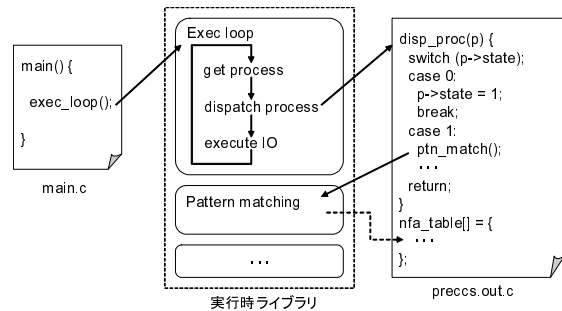 main() {
exec_loop();
}
main.c
Exec loop
get process
dispatch process
execute IO
Pattern matching
...
実行時ライブラリ
disp_proc(p) {
switch (p->state);
case 0:
p->state = 1;
break;
case 1:
ptn_match();
...
return;
}
nfa_table[] = {
...
};
preccs.out.c